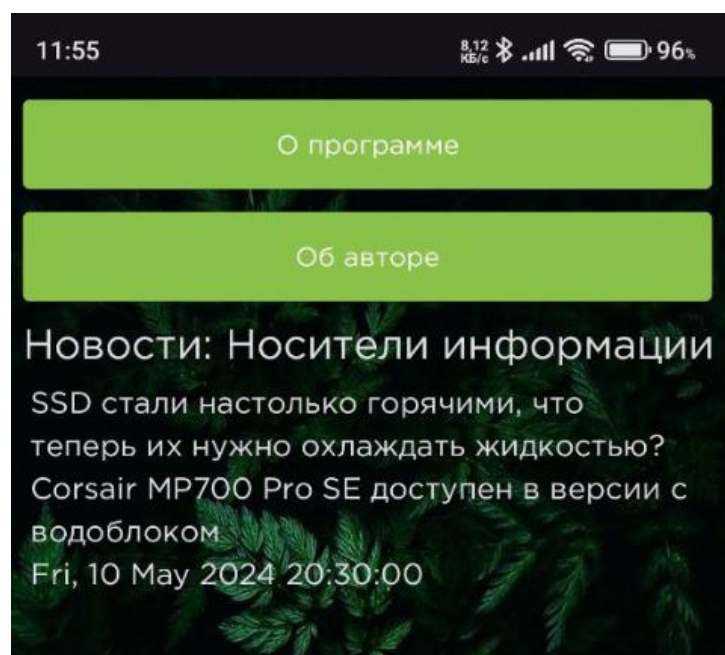 11:55
8,12
КБ/с
96%
О программе
Об авторе
Новости: Носители информации
SSD стали настолько горячими, что
теперь их нужно охлаждать жидкостью?
Corsair MP700 Pro SE доступен в версии с
водоблоком
Fri, 10 May 2024 20:30:00